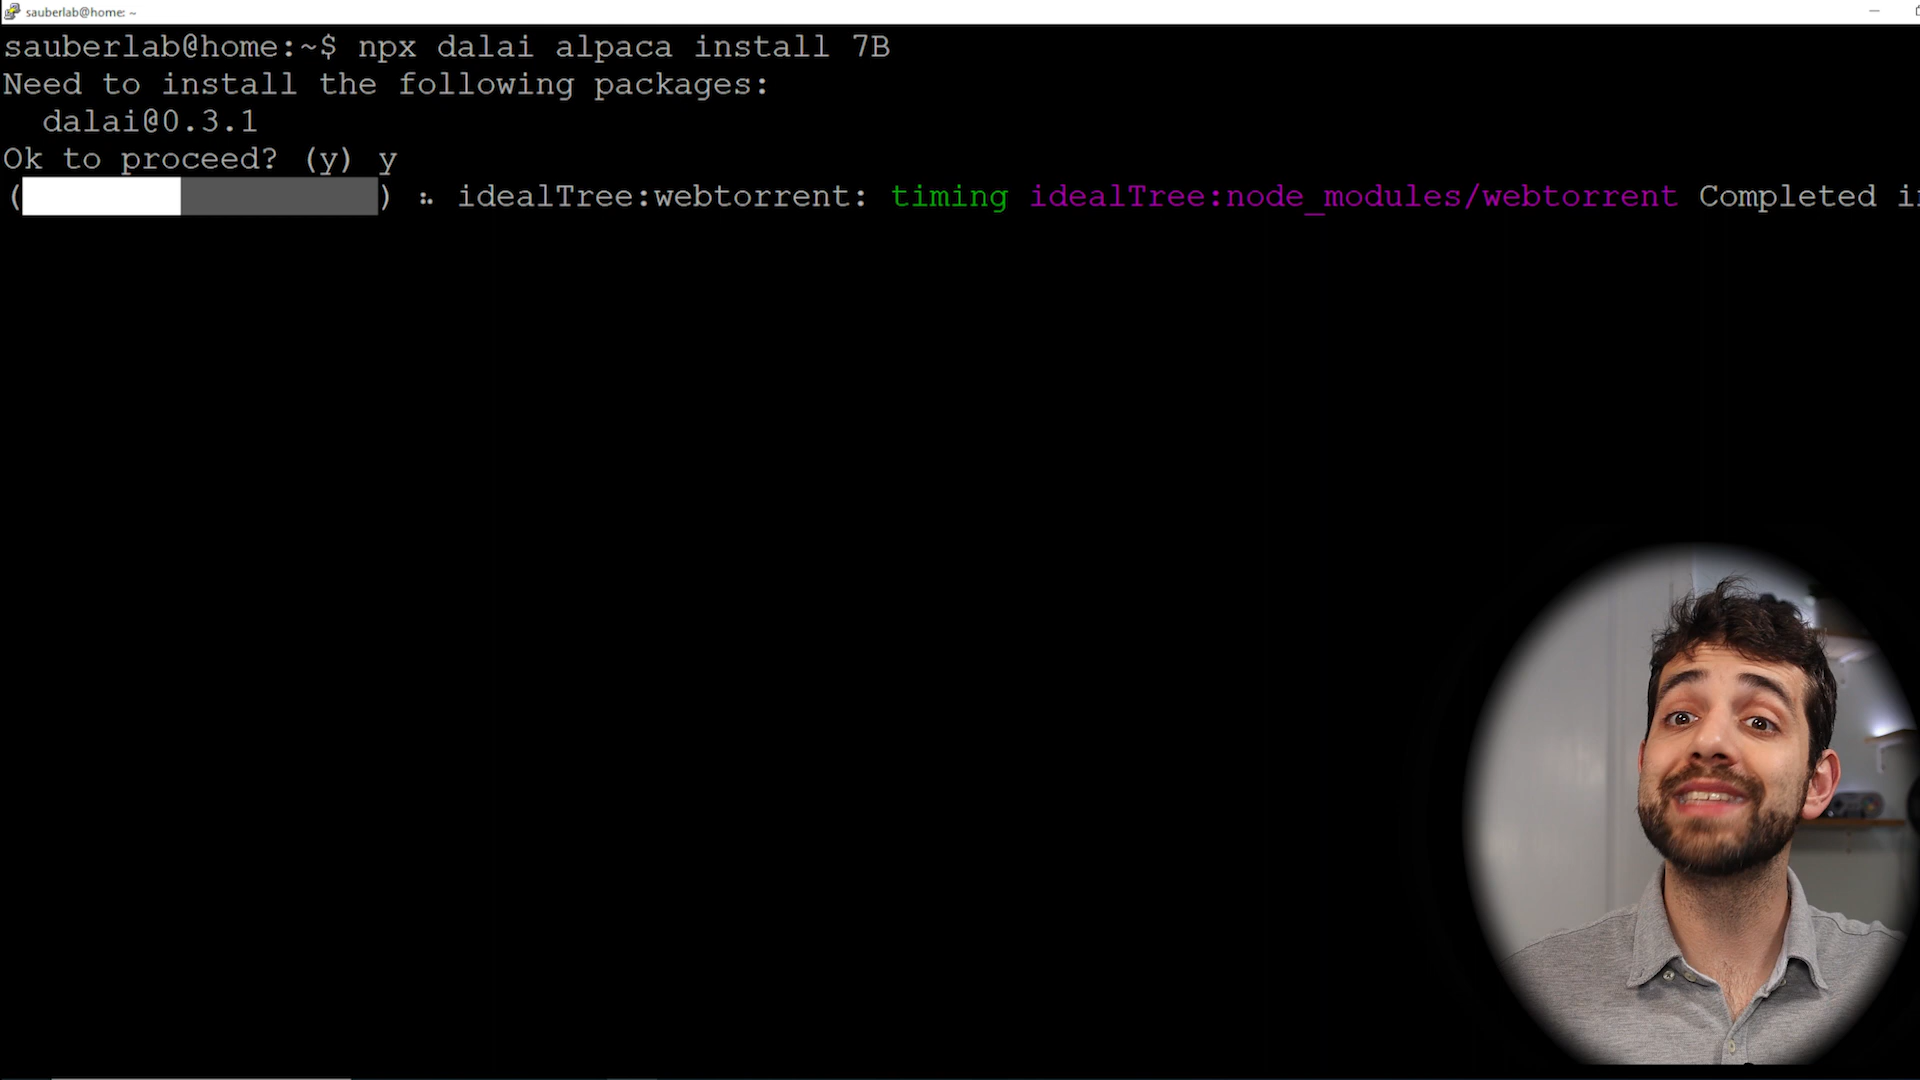 sauberlab@home: ~
sauberlab@home:~$ npx dalai alpaca install 7B
Need to install the following packages:
dalai@0.3.1
Ok to proceed? (y) y
( ) ⠦ idealTree:webtorrent: timing idealTree:node_modules/webtorrent Completed